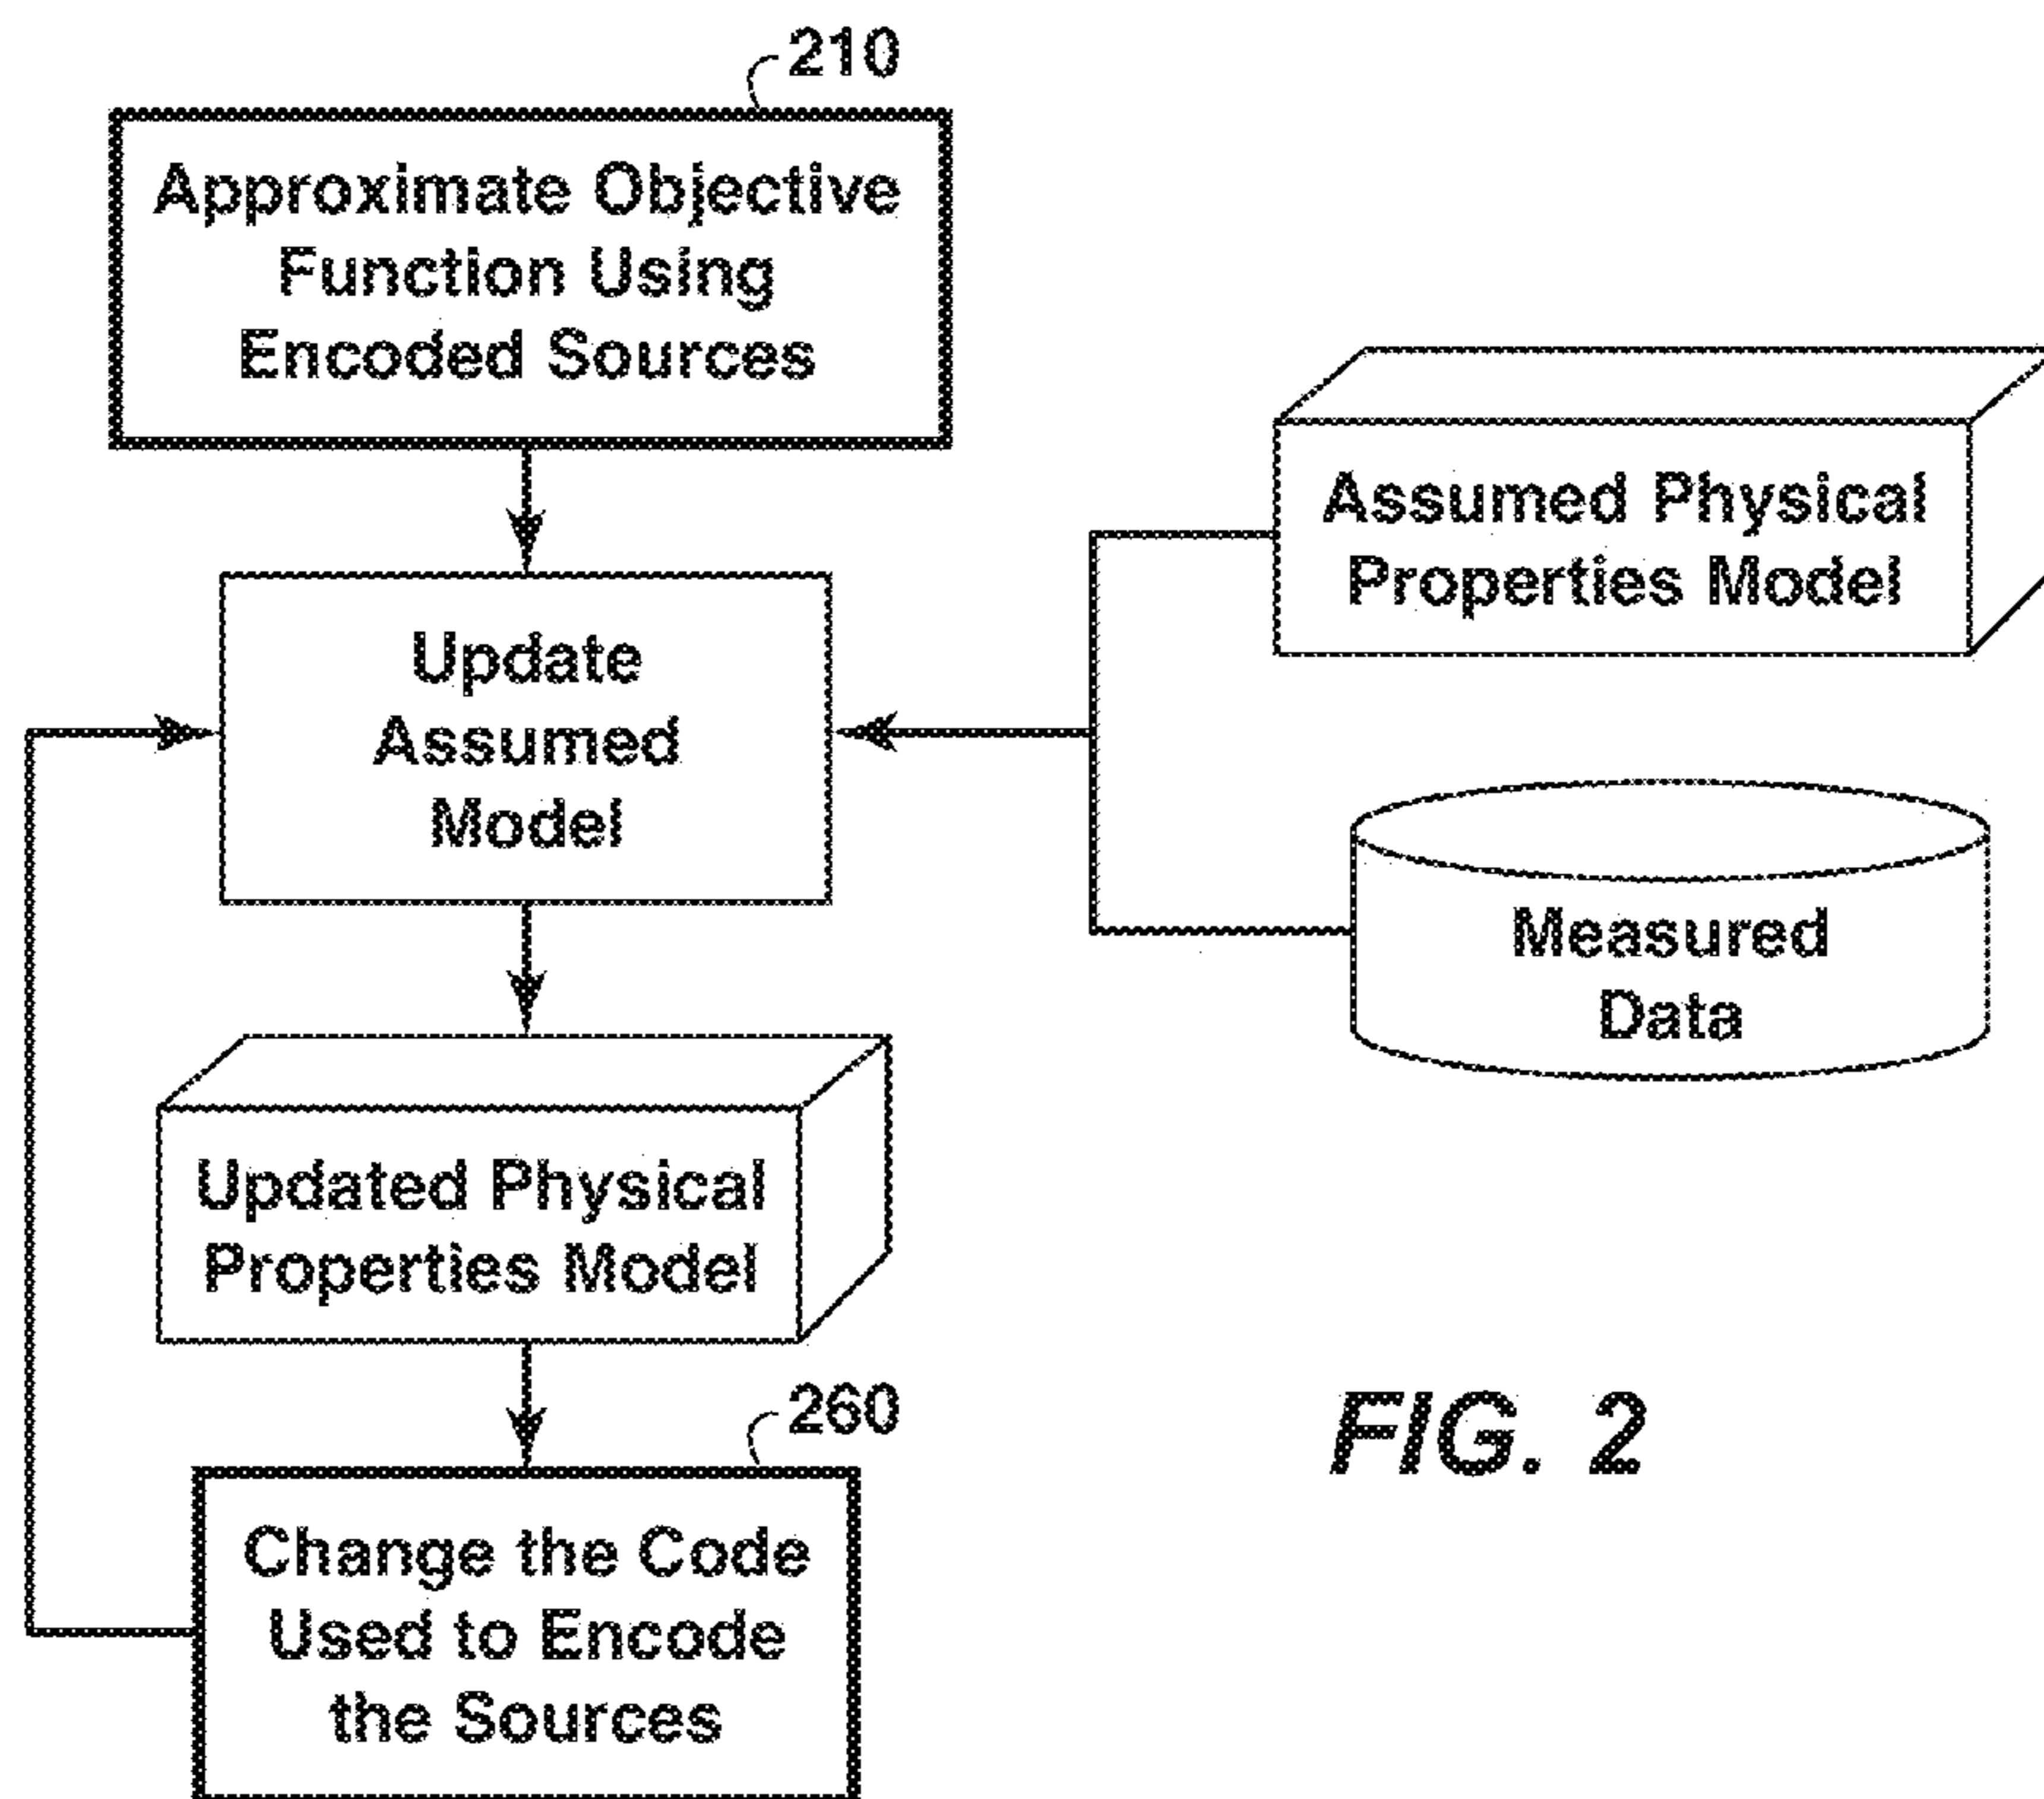 210
Approximate Objective
Function Using
Encoded Sources
Assumed Physical
Properties Model
Update
Assumed
Model
Measured
Data
Updated Physical
Properties Model
260
Change the Code
Used to Encode
the Sources
FIG. 2